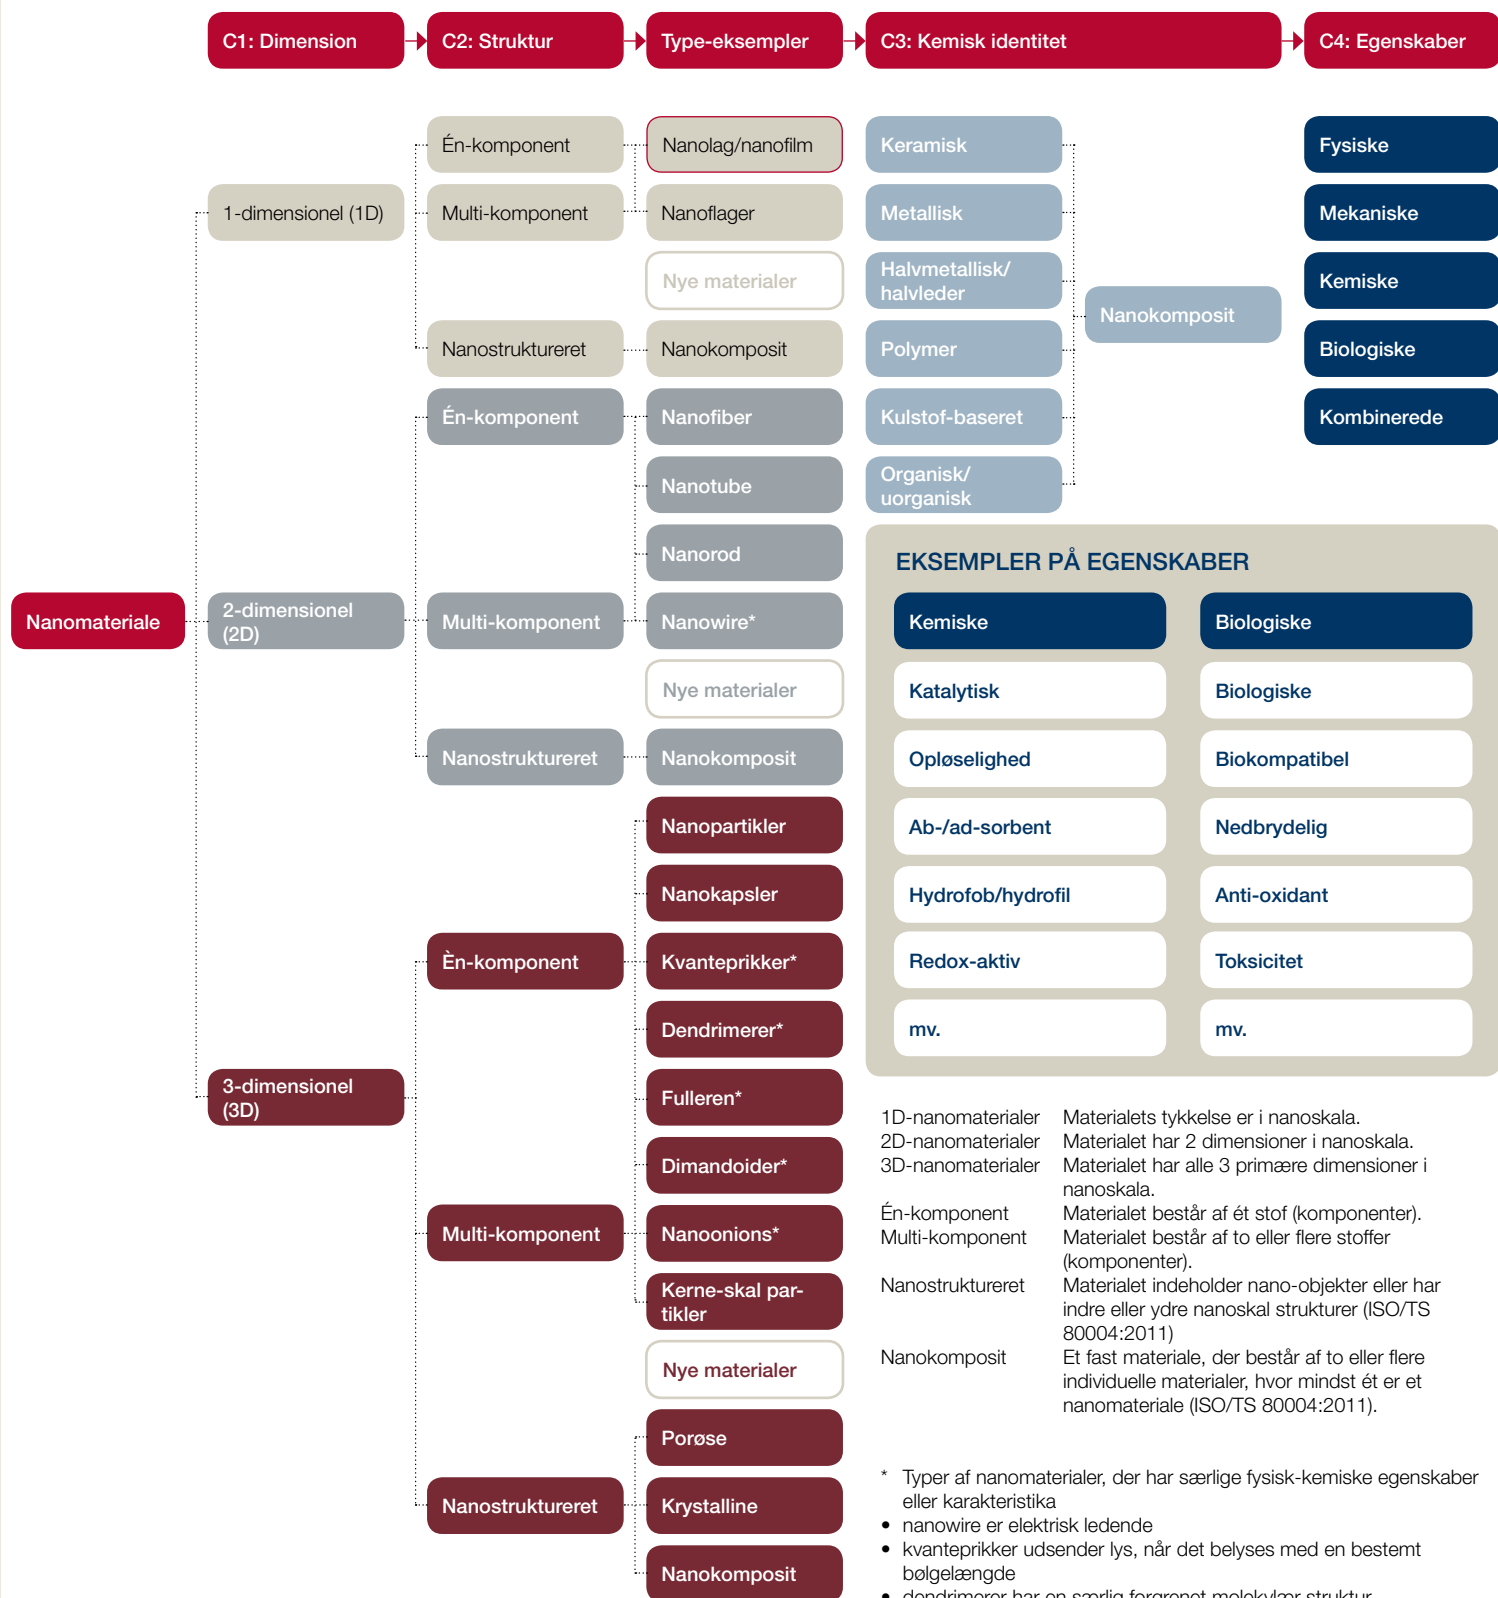 C1: Dimension
C2: Struktur
Type-eksempler
C3: Kemisk identitet
C4: Egenskaber
Nanomateriale
1-dimensionel (1D)
Én-komponent
Multi-komponent
Nanostruktureret
Nanolag/nanofilm
Nanoflager
Nye materialer
Nanokomposit
2-dimensionel
(2D)
Én-komponent
Multi-komponent
Nanostruktureret
Nanofiber
Nanotube
Nanorod
Nanowire*
Nye materialer
Nanokomposit
3-dimensionel
(3D)
Èn-komponent
Multi-komponent
Nanostruktureret
Nanopartikler
Nanokapsler
Kvanteprikker*
Dendrimerer*
Fulleren*
Dimandoider*
Nanoonions*
Kerne-skal par-
tikler
Nye materialer
Porøse
Krystalline
Nanokomposit
Keramisk
Metallisk
Halvmetallisk/
halvleder
Polymer
Kulstof-baseret
Organisk/
uorganisk
Nanokomposit
Fysiske
Mekaniske
Kemiske
Biologiske
Kombinerede
EKSEMPLER PÅ EGENSKABER
Kemiske
Katalytisk
Opløselighed
Ab-/ad-sorbent
Hydrofob/hydrofil
Redox-aktiv
mv.
Biologiske
Biologiske
Biokompatibel
Nedbrydelig
Anti-oxidant
Toksicitet
mv.
1D-nanomaterialer Materialets tykkelse er i nanoskala.
2D-nanomaterialer Materialet har 2 dimensioner i nanoskala.
3D-nanomaterialer Materialet har alle 3 primære dimensioner i
nanoskala.
Én-komponent Materialet består af ét stof (komponenter).
Multi-komponent Materialet består af to eller flere stoffer
(komponenter).
Nanostruktureret Materialet indeholder nano-objekter eller har
indre eller ydre nanoskal strukturer (ISO/TS
80004:2011)
Nanokomposit Et fast materiale, der består af to eller flere
individuelle materialer, hvor mindst ét er et
nanomateriale (ISO/TS 80004:2011).
* Typer af nanomaterialer, der har særlige fysisk-kemiske egenskaber
eller karakteristika
• nanowire er elektrisk ledende
• kvanteprikker udsender lys, når det belyses med en bestemt
bølgelængde
• dendrimerer har en særlig forgrenet molekylær struktur